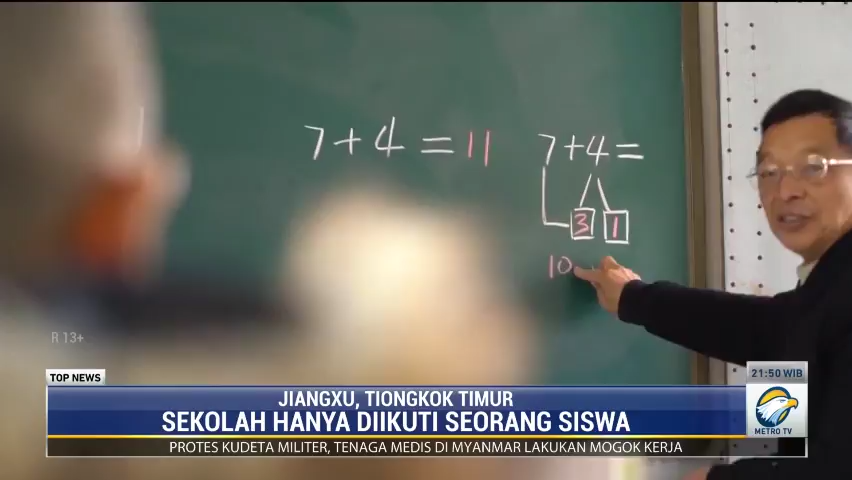 7+4=11
7+4=
3 1
10
R 13+
TOP NEWS
21:50 WIB
JIANGXU, TIONGKOK TIMUR
SEKOLAH HANYA DIIKUTI SEORANG SISWA
METRO TV
PROTES KUDETA MILITER, TENAGA MEDIS DI MYANMAR LAKUKAN MOGOK KERJA